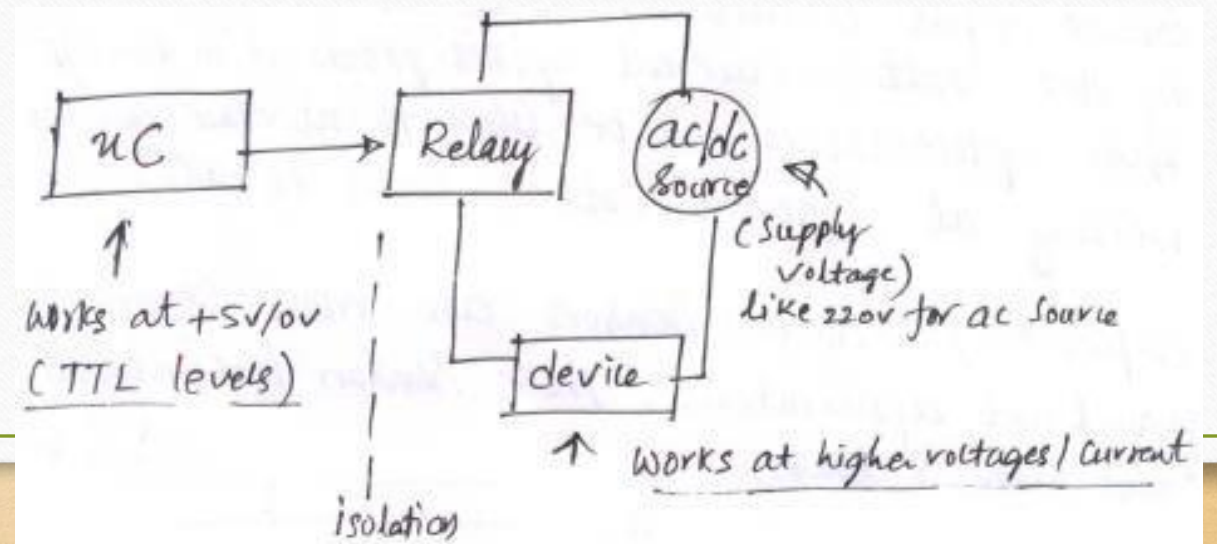 uC
Relay
ac/dc
source
(supply
voltage)
like 220v for ac source
works at +5v/0v
(TTL levels)
device
works at higher voltages/current
isolation